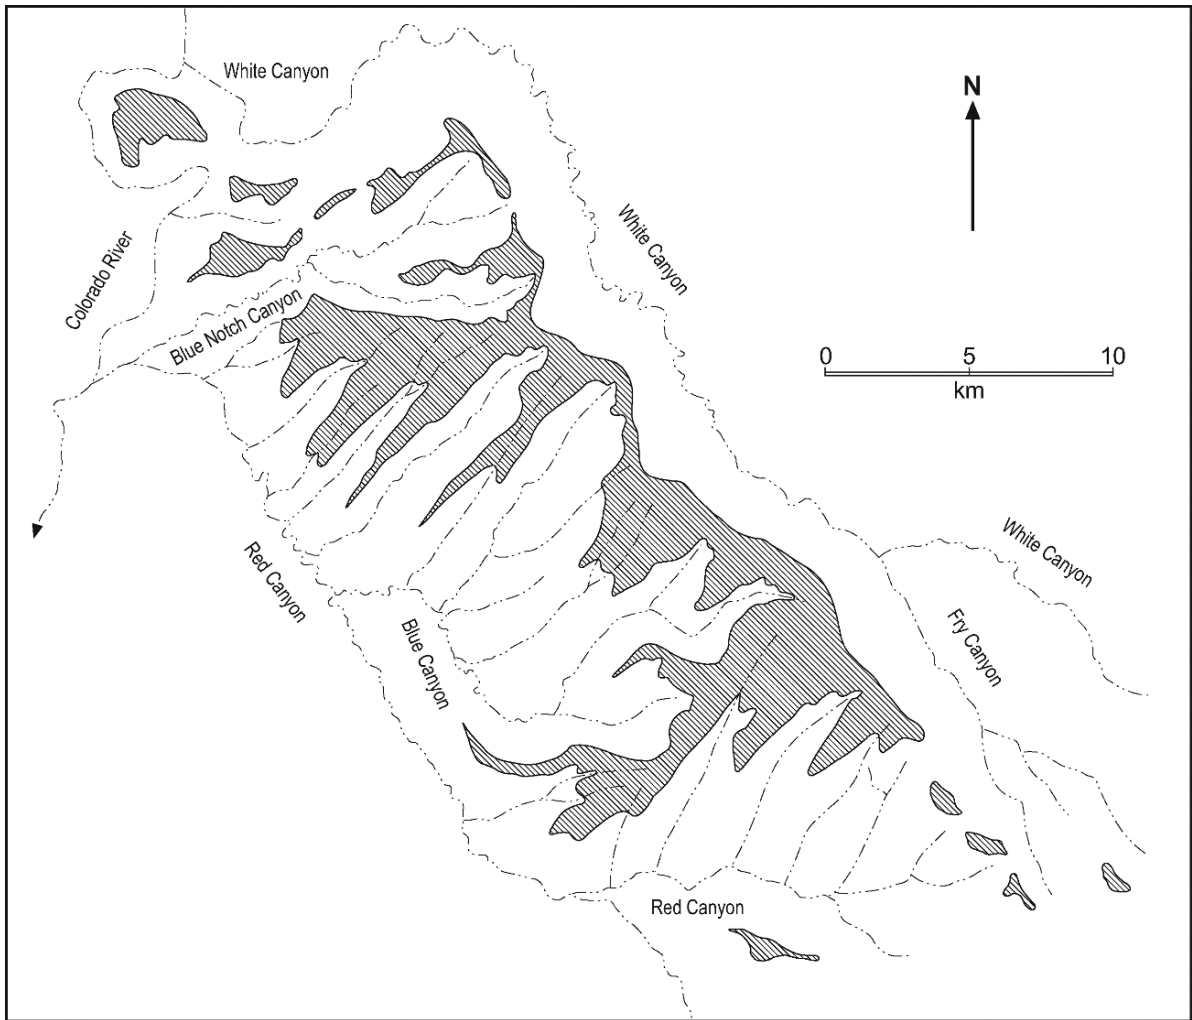 White Canyon
N
White Canyon
Colorado River
Blue Notch Canyon
0 5 10
km
White Canyon
Red Canyon
Blue Canyon
Fry Canyon
Red Canyon